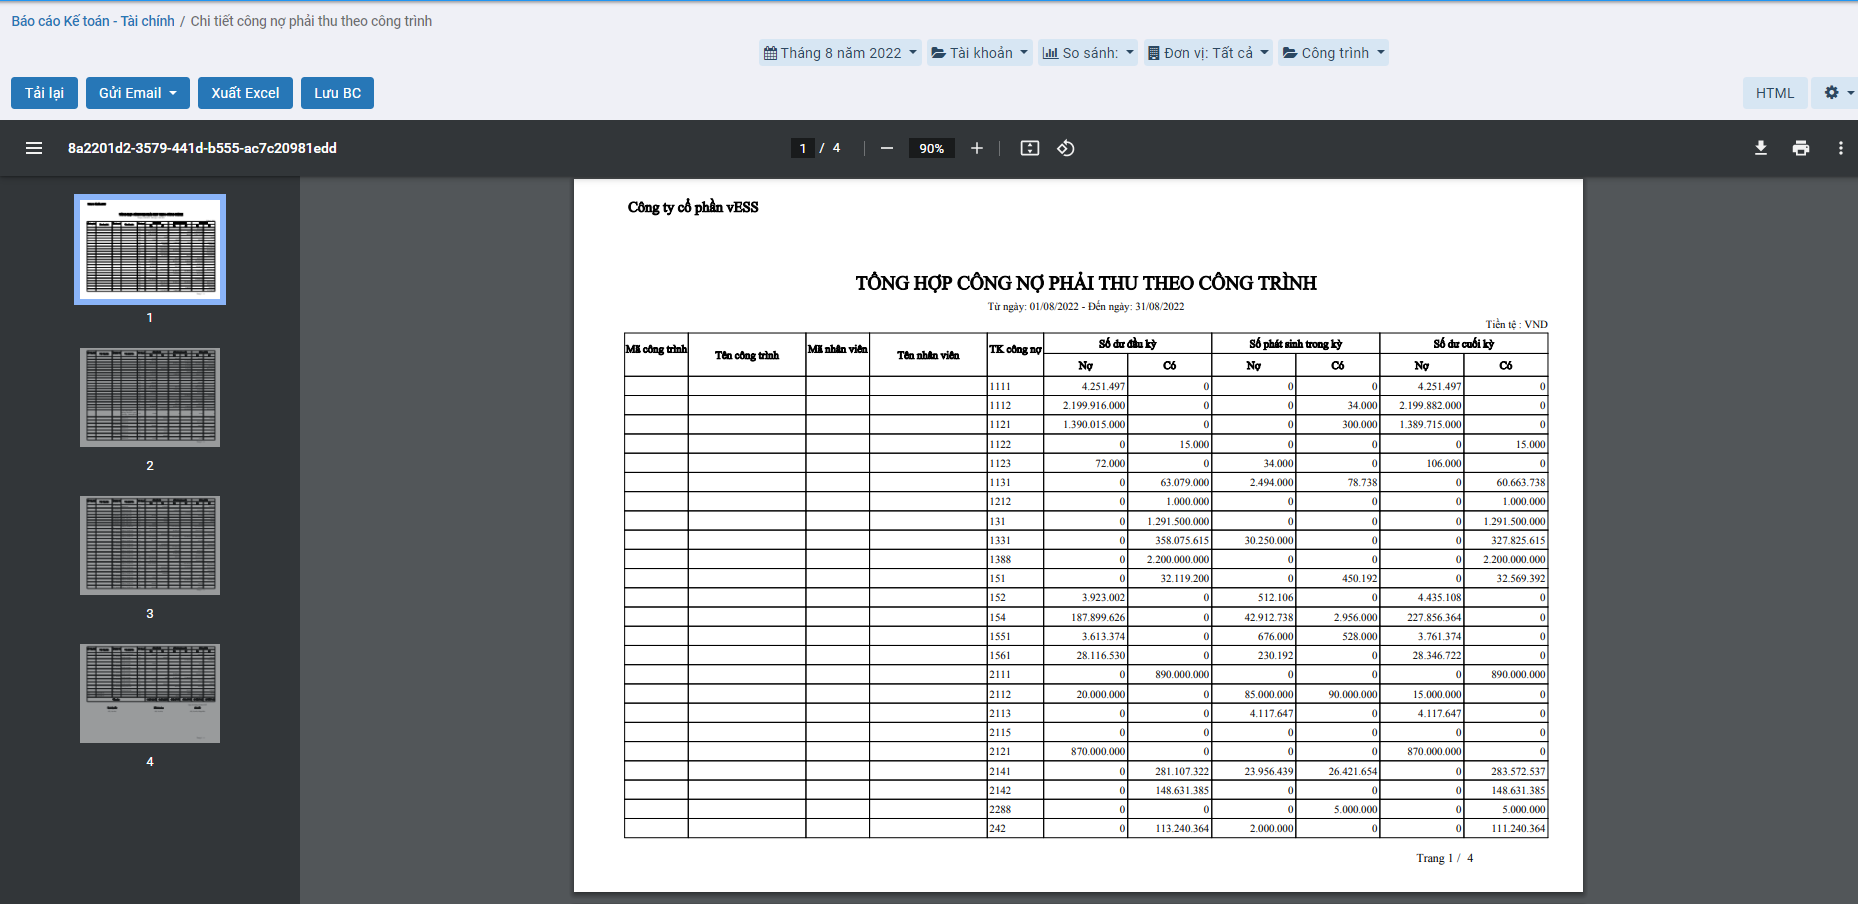 Báo cáo Kế toán - Tài chính / Chi tiết công nợ phải thu theo công trình
Tháng 8 năm 2022 Tài khoản So sánh: Đơn vị: Tất cả Công trình
Tải lại Gửi Email Xuất Excel Lưu BC HTML
8a2201d2-3579-441d-b555-ac7c20981edd 1 / 4 90%
1
2
3
4
Công ty cổ phần vESS
TỔNG HỢP CÔNG NỢ PHẢI THU THEO CÔNG TRÌNH
Từ ngày: 01/08/2022 - Đến ngày: 31/08/2022
Tiền tệ : VND
Mã công trình Tên công trình Mã nhân viên Tên nhân viên TK công nợ Số dư đầu kỳ Số phát sinh trong kỳ Số dư cuối kỳ
Nợ Có Nợ Có Nợ Có
1111 4.251.497 0 0 0 4.251.497 0
1112 2.199.916.000 0 0 34.000 2.199.882.000 0
1121 1.390.015.000 0 0 300.000 1.389.715.000 0
1122 0 15.000 0 0 0 15.000
1123 72.000 0 34.000 0 106.000 0
1131 0 63.079.000 2.494.000 78.738 0 60.663.738
1212 0 1.000.000 0 0 0 1.000.000
131 0 1.291.500.000 0 0 0 1.291.500.000
1331 0 358.075.615 30.250.000 0 0 327.825.615
1388 0 2.200.000.000 0 0 0 2.200.000.000
151 0 32.119.200 0 450.192 0 32.569.392
152 3.923.002 0 512.106 0 4.435.108 0
154 187.899.626 0 42.912.738 2.956.000 227.856.364 0
1551 3.613.374 0 676.000 528.000 3.761.374 0
1561 28.116.530 0 230.192 0 28.346.722 0
2111 0 890.000.000 0 0 0 890.000.000
2112 20.000.000 0 85.000.000 90.000.000 15.000.000 0
2113 0 0 4.117.647 0 4.117.647 0
2115 0 0 0 0 0 0
2121 870.000.000 0 0 0 870.000.000 0
2141 0 281.107.322 23.956.439 26.421.654 0 283.572.537
2142 0 148.631.385 0 0 0 148.631.385
2288 0 0 0 5.000.000 0 5.000.000
242 0 113.240.364 2.000.000 0 0 111.240.364
Trang 1 / 4